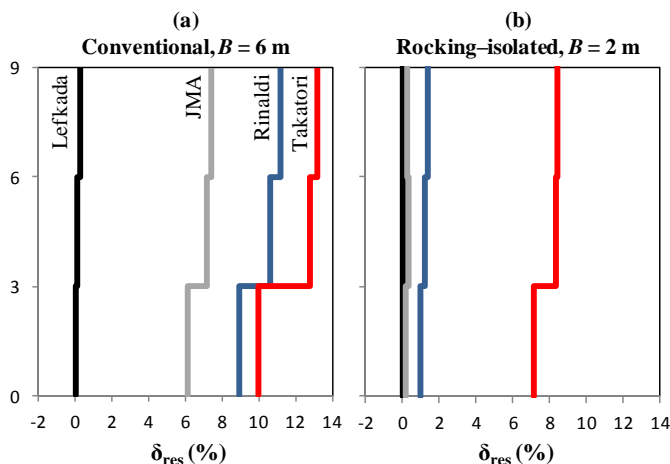 (a)
Conventional, B = 6 m
9
6
3
0
Lefkada
JMA
Rinaldi
Takatori
-2 0 2 4 6 8 10 12 14
δres (%)
(b)
Rocking–isolated, B = 2 m
-2 0 2 4 6 8 10 12 14
δres (%)